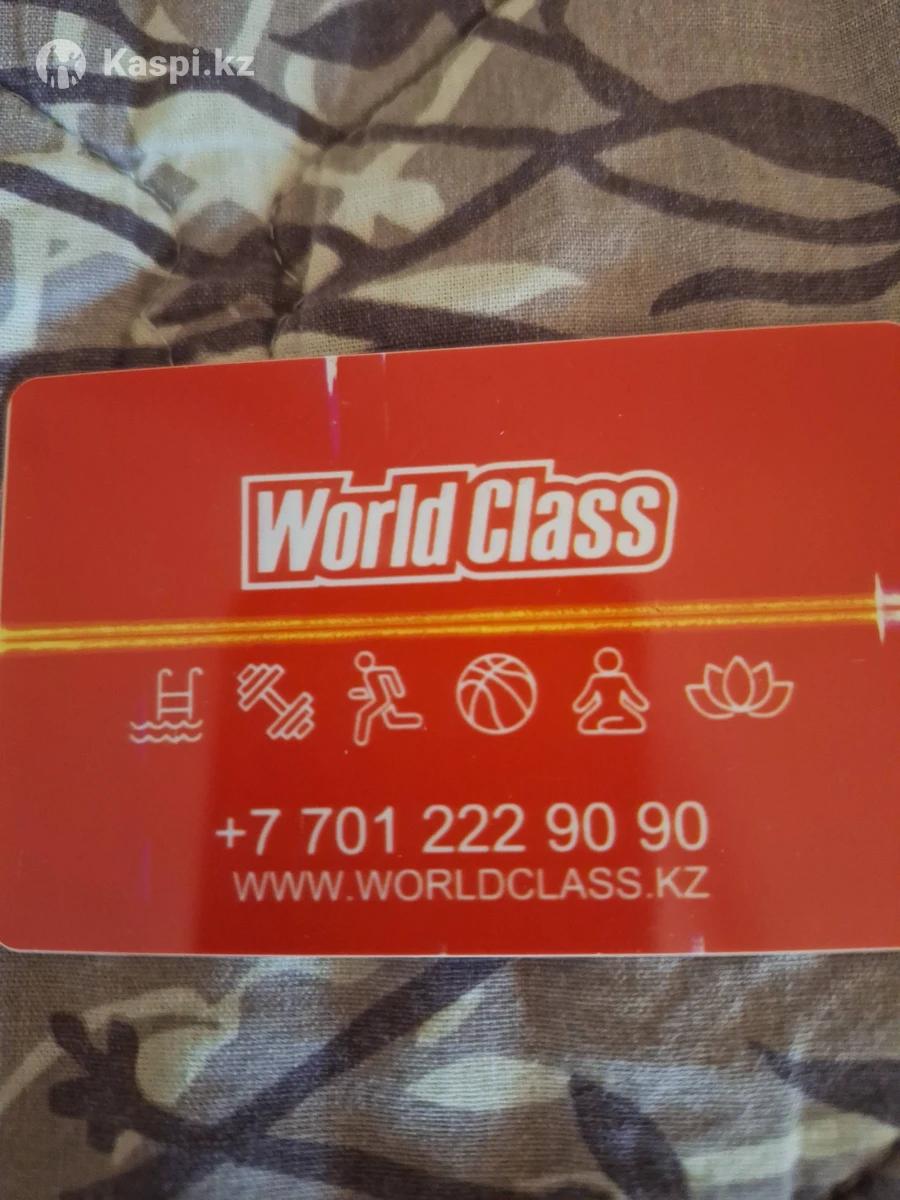 Kaspi.kz
World Class
+7 701 222 90 90
WWW.WORLDCLASS.KZ